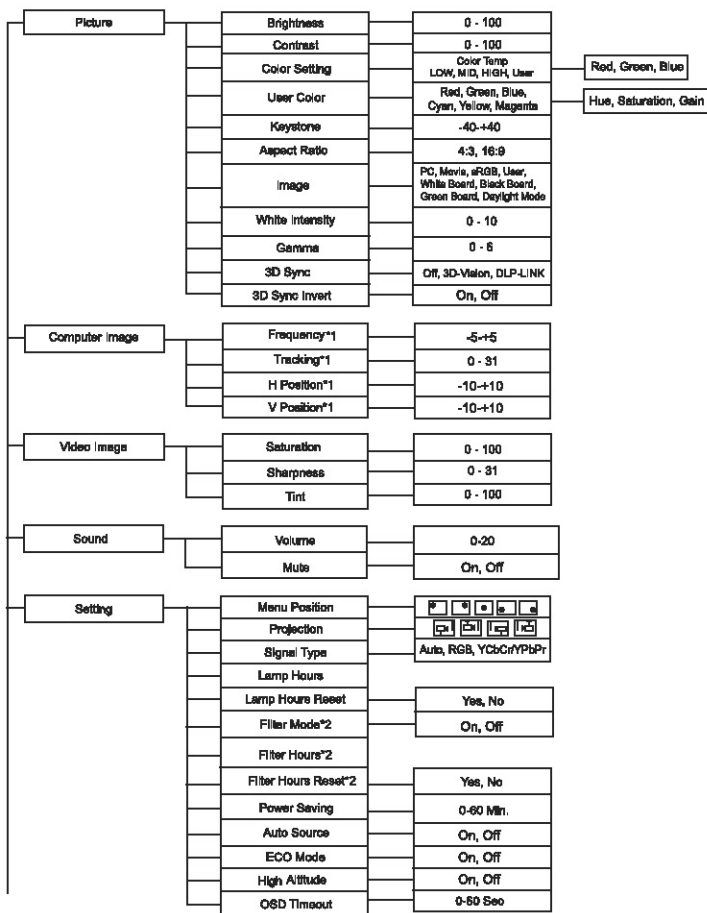 Picture
Brightness
0 - 100
Contrast
0 - 100
Color Setting
Color Temp
LOW, MID, HIGH, User
Red, Green, Blue
User Color
Red, Green, Blue,
Cyan, Yellow, Magenta
Hue, Saturation, Gain
Keystone
-40-+40
Aspect Ratio
4:3, 16:9
Image
PC, Movie, sRGB, User,
White Board, Black Board,
Green Board, Daylight Mode
White Intensity
0 - 10
Gamma
0 - 6
3D Sync
Off, 3D-Vision, DLP-LINK
3D Sync Invert
On, Off
Computer Image
Frequency*1
-5-+5
Tracking*1
0 - 31
H Position*1
-10-+10
V Position*1
-10-+10
Video Image
Saturation
0 - 100
Sharpness
0 - 31
Tint
0 - 100
Sound
Volume
0-20
Mute
On, Off
Setting
Menu Position
Projection
Signal Type
Auto, RGB, YCbCr/YPbPr
Lamp Hours
Lamp Hours Reset
Yes, No
Filter Mode*2
On, Off
Filter Hours*2
Filter Hours Reset*2
Yes, No
Power Saving
0-60 Min.
Auto Source
On, Off
ECO Mode
On, Off
High Altitude
On, Off
OSD Timeout
0-60 Sec